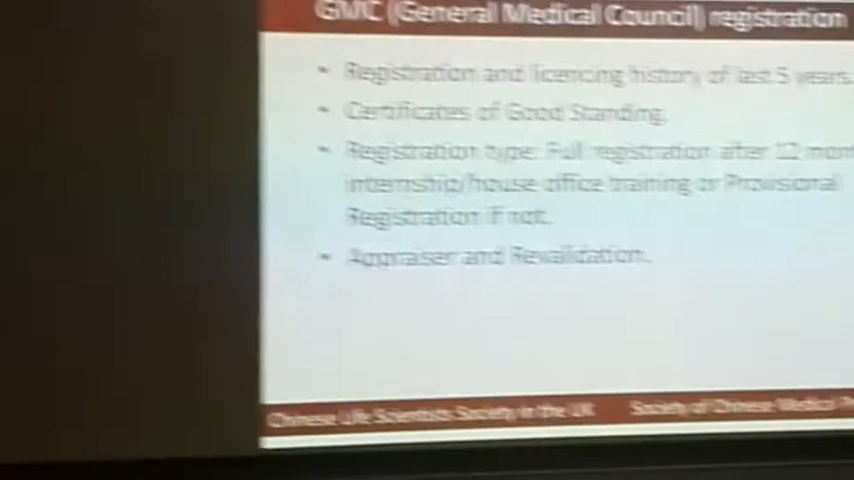 GMC (General Medical Council) registration
• Registration and licencing history of last 5 years.
• Certificates of Good Standing.
• Registration type: Full registration after 12
internship/house office training or Provisional
Registration if not.
• Appraiser and Revalidation.
Chinese Life Scientists Society in the UK
Society of Chinese Medical